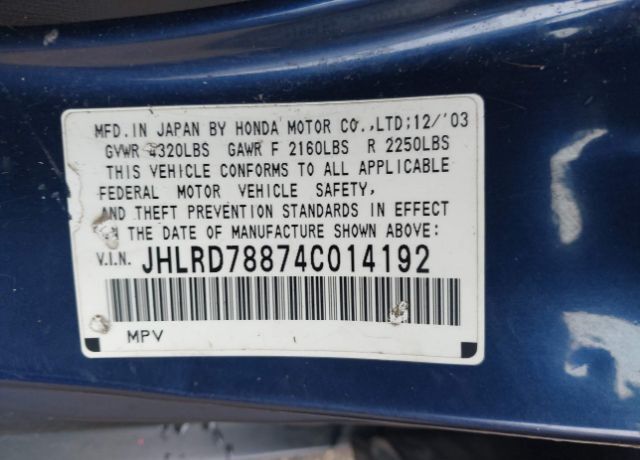 MFD.IN JAPAN BY HONDA MOTOR CO.,LTD;12/'03
GVWR 4320LBS GAWR F 2160LBS R 2250LBS
THIS VEHICLE CONFORMS TO ALL APPLICABLE
FEDERAL MOTOR VEHICLE SAFETY,
AND THEFT PREVENTION STANDARDS IN EFFECT
ON THE DATE OF MANUFACTURE SHOWN ABOVE:
V.I.N. JHLRD78874C014192
MPV